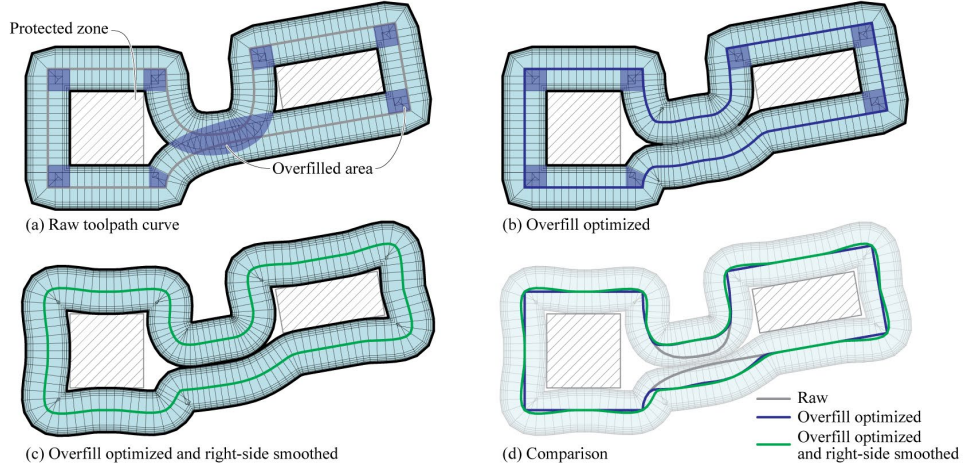 Protected zone
Overfilled area
(a) Raw toolpath curve
(b) Overfill optimized
(c) Overfill optimized and right-side smoothed
Raw
Overfill optimized
Overfill optimized
and right-side smoothed
(d) Comparison